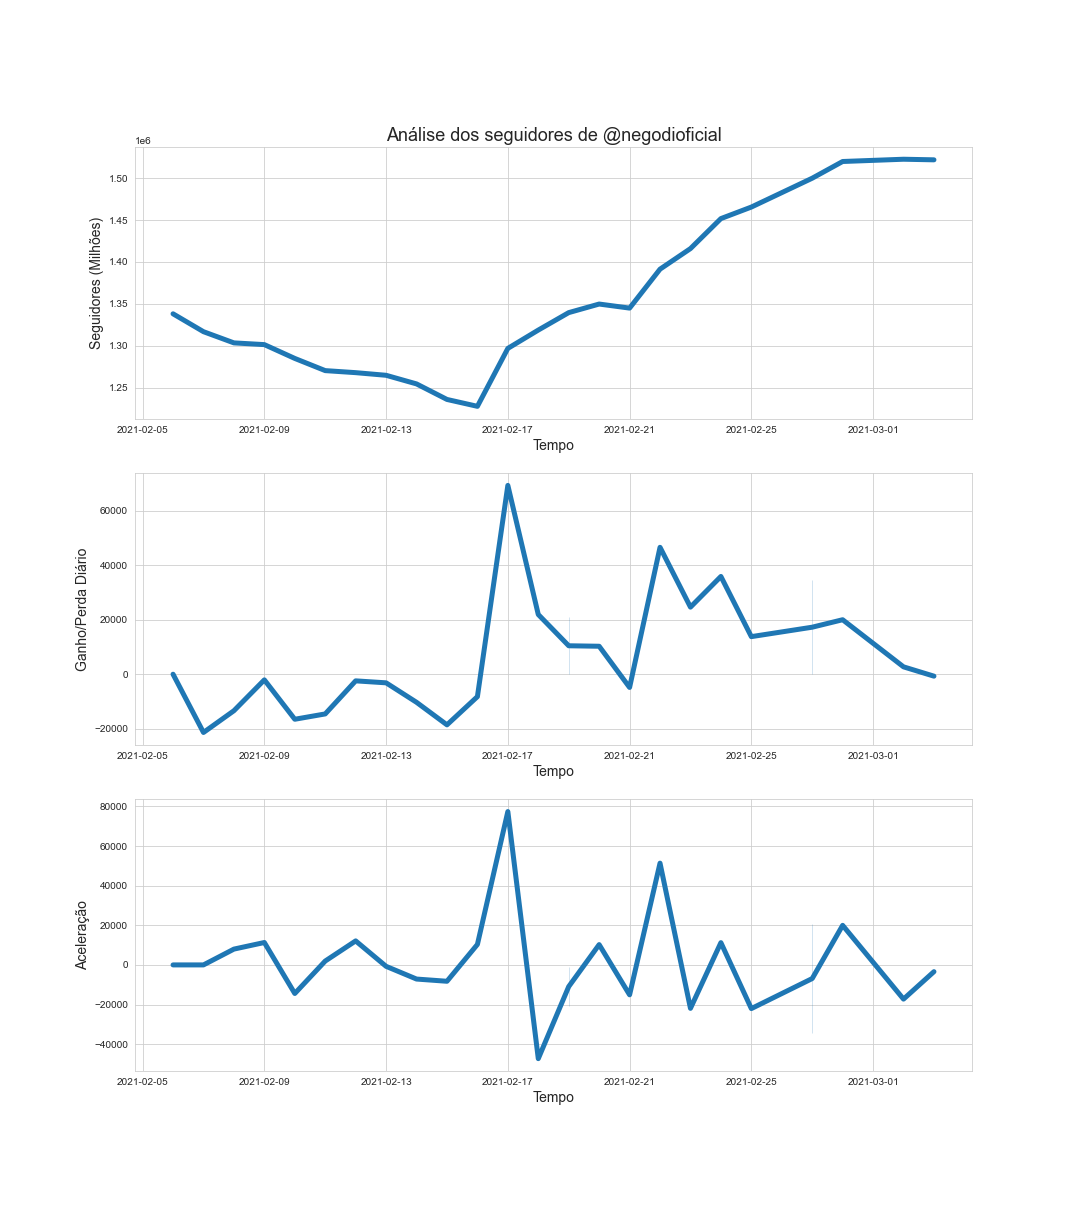 Análise dos seguidores de @negodioficial
1e6
1.50
1.45
1.40
1.35
1.30
1.25
Seguidores (Milhões)
2021-02-05 2021-02-09 2021-02-13 2021-02-17 2021-02-21 2021-02-25 2021-03-01
Tempo
60000
40000
20000
0
−20000
Ganho/Perda Diário
2021-02-05 2021-02-09 2021-02-13 2021-02-17 2021-02-21 2021-02-25 2021-03-01
Tempo
80000
60000
40000
20000
0
−20000
−40000
Aceleração
2021-02-05 2021-02-09 2021-02-13 2021-02-17 2021-02-21 2021-02-25 2021-03-01
Tempo